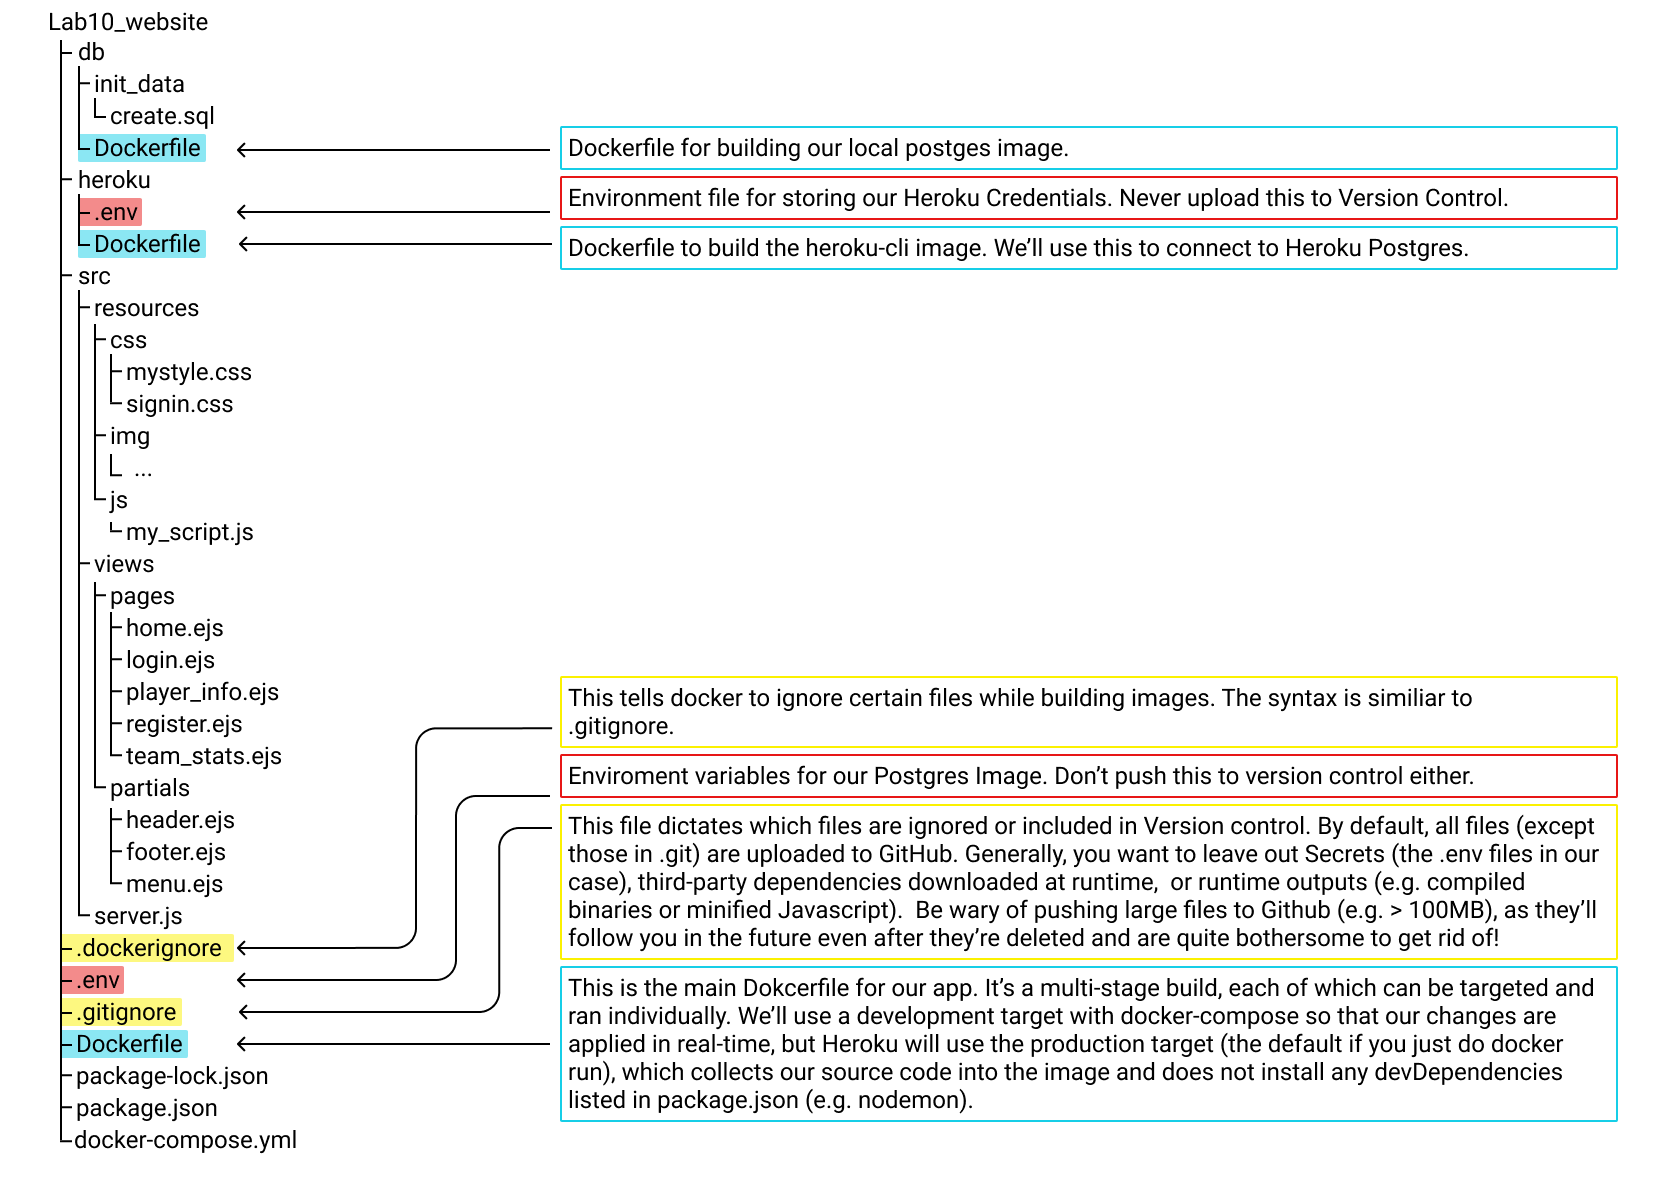 Lab10_website
db
init_data
create.sql
Dockerfile
Dockerfile for building our local postges image.
heroku
.env
Environment file for storing our Heroku Credentials. Never upload this to Version Control.
Dockerfile
Dockerfile to build the heroku-cli image. We’ll use this to connect to Heroku Postgres.
src
resources
css
mystyle.css
signin.css
img
...
js
my_script.js
views
pages
home.ejs
login.ejs
player_info.ejs
register.ejs
team_stats.ejs
partials
header.ejs
footer.ejs
menu.ejs
server.js
.dockerignore
This tells docker to ignore certain files while building images. The syntax is similiar to
.gitignore.
.env
Enviroment variables for our Postgres Image. Don’t push this to version control either.
.gitignore
This file dictates which files are ignored or included in Version control. By default, all files (except
those in .git) are uploaded to GitHub. Generally, you want to leave out Secrets (the .env files in our
case), third-party dependencies downloaded at runtime,  or runtime outputs (e.g. compiled
binaries or minified Javascript).  Be wary of pushing large files to Github (e.g. > 100MB), as they’ll
follow you in the future even after they’re deleted and are quite bothersome to get rid of!
Dockerfile
This is the main Dokcerfile for our app. It’s a multi-stage build, each of which can be targeted and
ran individually. We’ll use a development target with docker-compose so that our changes are
applied in real-time, but Heroku will use the production target (the default if you just do docker
run), which collects our source code into the image and does not install any devDependencies
listed in package.json (e.g. nodemon).
package-lock.json
package.json
docker-compose.yml